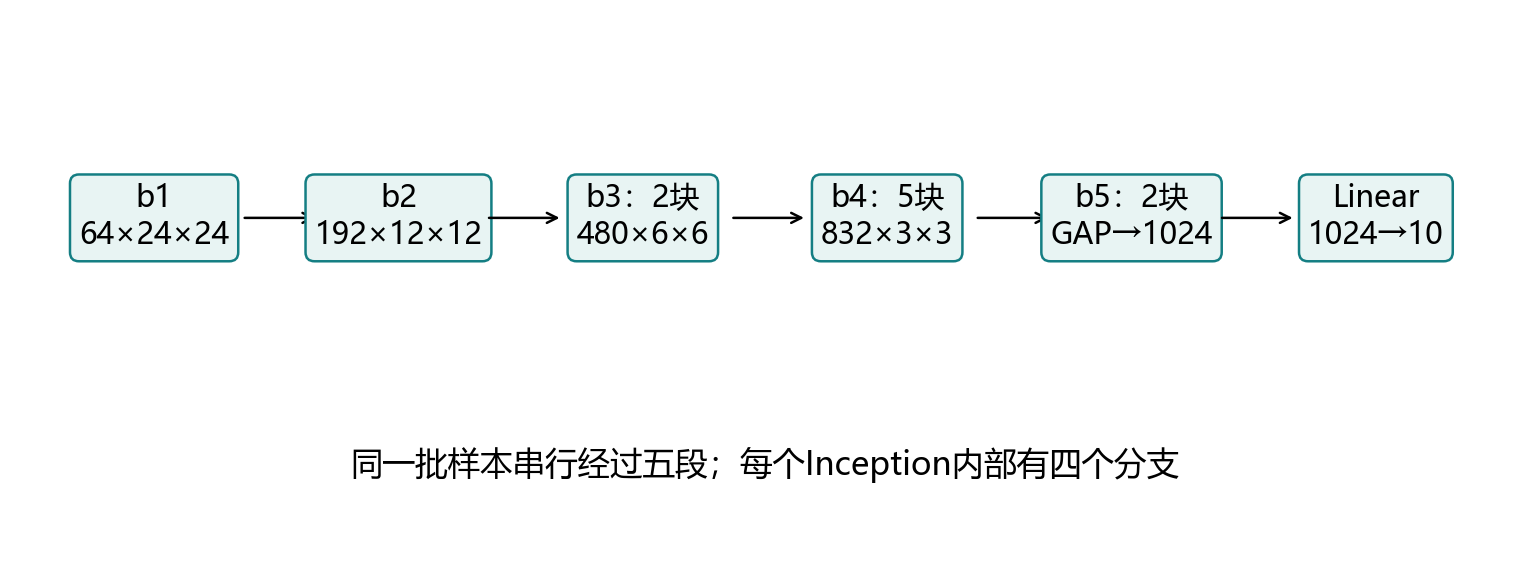 b1
64×24×24
b2
192×12×12
b3：2块
480×6×6
b4：5块
832×3×3
b5：2块
GAP→1024
Linear
1024→10
同一批样本串行经过五段；每个Inception内部有四个分支